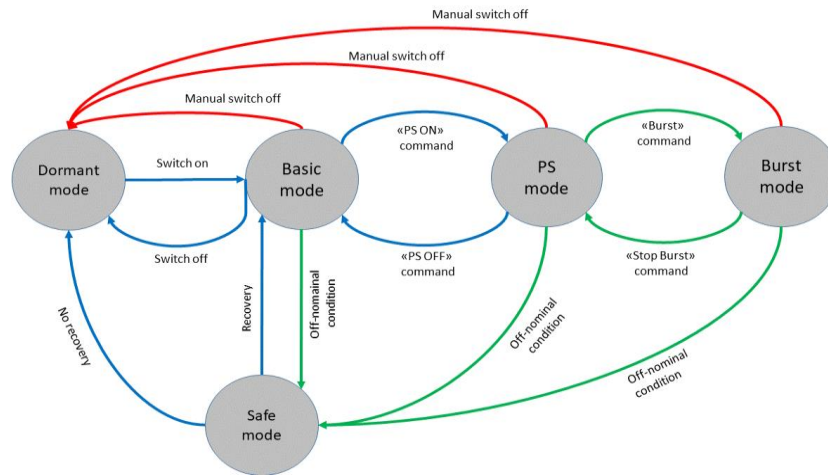 Manual switch off
Manual switch off
Manual switch off
«PS ON»
command
«Burst»
command
Dormant
mode
Switch on
Basic
mode
PS
mode
Burst
mode
Switch off
«PS OFF»
command
«Stop Burst»
command
No recovery
Recovery
Off-nomainal
condition
Off-nominal
condition
Off-nominal
condition
Safe
mode